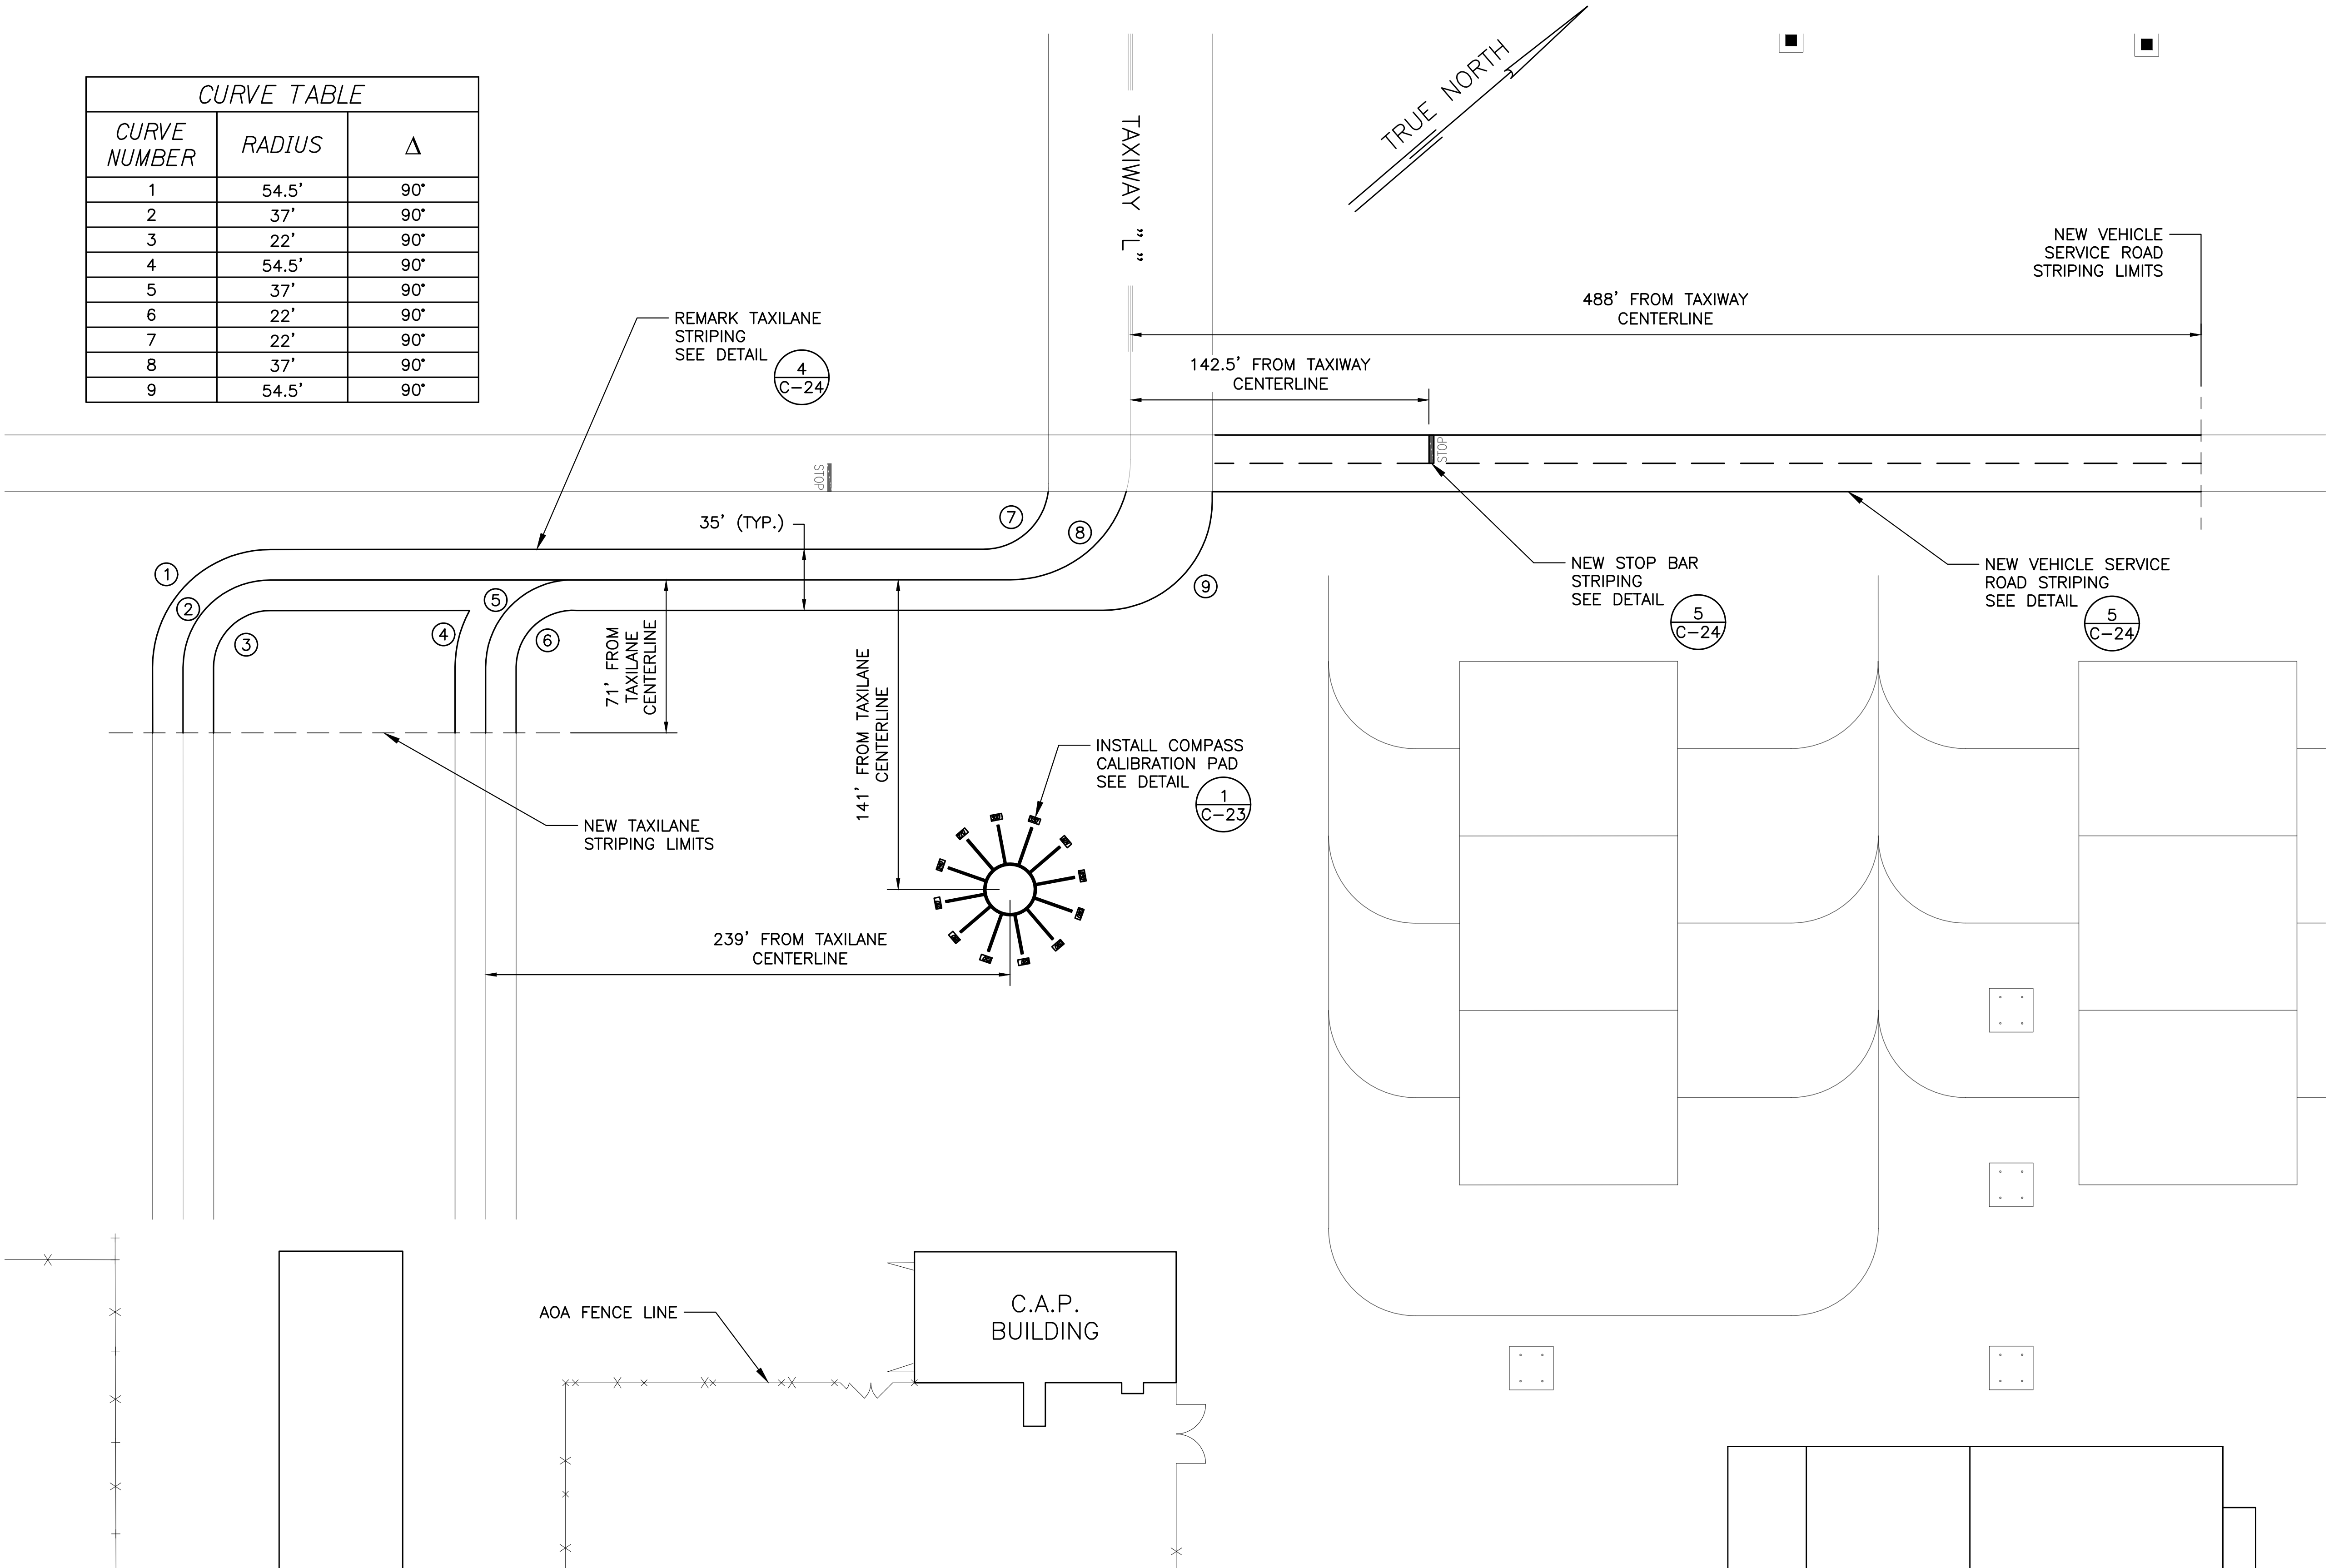 CURVE TABLE
CURVE NUMBER RADIUS Δ
1 54.5' 90°
2 37' 90°
3 22' 90°
4 54.5' 90°
5 37' 90°
6 22' 90°
7 22' 90°
8 37' 90°
9 54.5' 90°
TRUE NORTH
TAXIWAY "L"
NEW VEHICLE
SERVICE ROAD
STRIPING LIMITS
488' FROM TAXIWAY
CENTERLINE
142.5' FROM TAXIWAY
CENTERLINE
REMARK TAXILANE
STRIPING
SEE DETAIL
4
C-24
STOP
STOP
35' (TYP.)
1
2
3
4
5
6
7
8
9
NEW STOP BAR
STRIPING
SEE DETAIL
5
C-24
NEW VEHICLE SERVICE
ROAD STRIPING
SEE DETAIL
5
C-24
71' FROM
TAXILANE
CENTERLINE
141' FROM TAXILANE
CENTERLINE
INSTALL COMPASS
CALIBRATION PAD
SEE DETAIL
1
C-23
NEW TAXILANE
STRIPING LIMITS
239' FROM TAXILANE
CENTERLINE
AOA FENCE LINE
C.A.P.
BUILDING